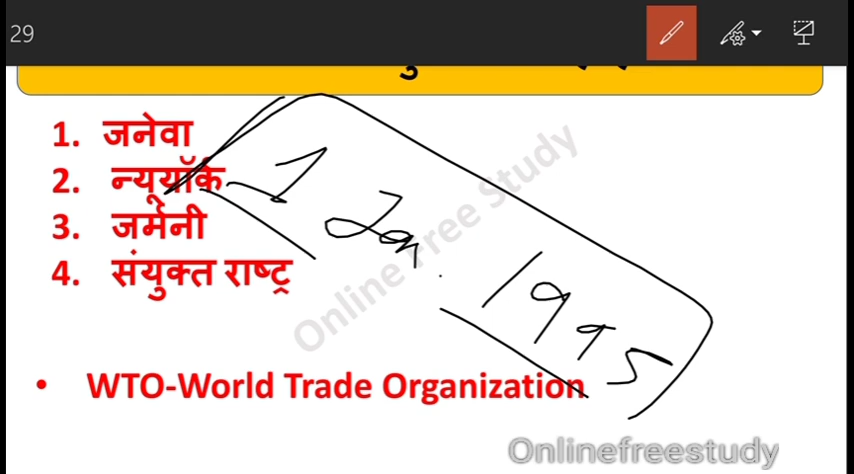 29
1. जनेवा
2. न्यूयॉर्क
1 Jan. 1995
3. जर्मनी
4. संयुक्त राष्ट्र
Online Free Study
• WTO-World Trade Organization
Onlinefreestudy